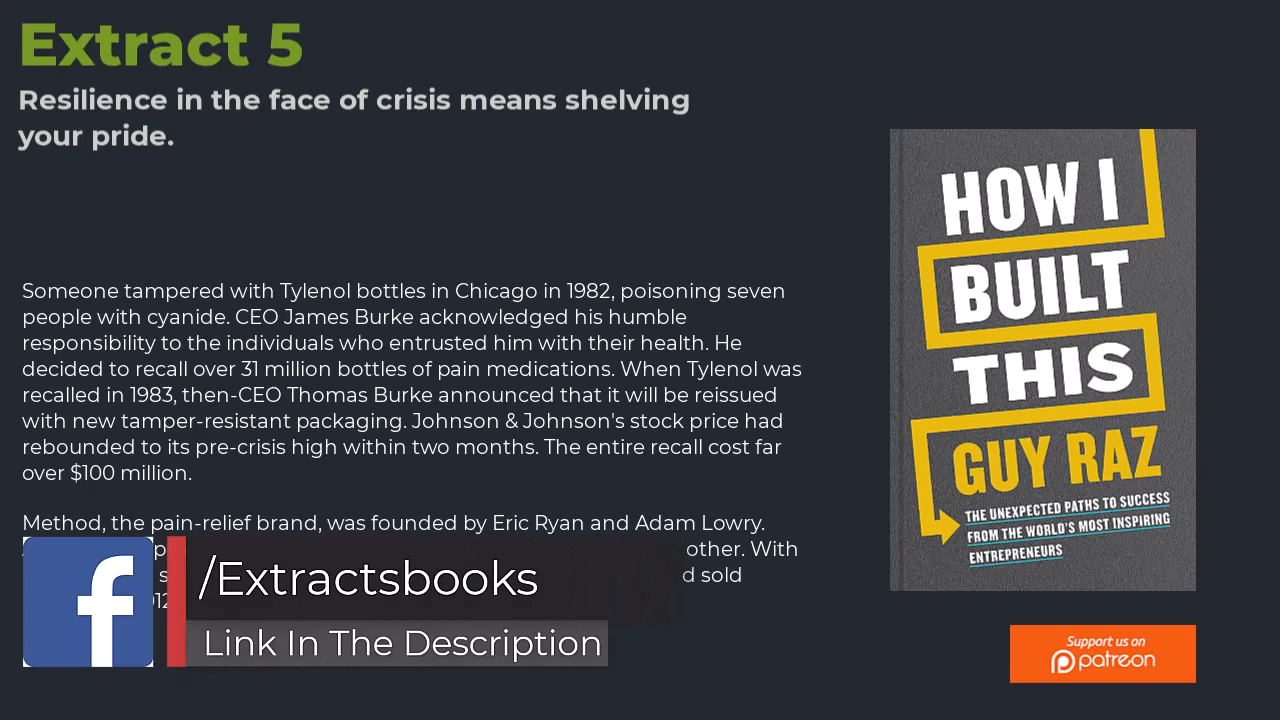 Extract 5
Resilience in the face of crisis means shelving
your pride.
Someone tampered with Tylenol bottles in Chicago in 1982, poisoning seven
people with cyanide. CEO James Burke acknowledged his humble
responsibility to the individuals who entrusted him with their health. He
decided to recall over 31 million bottles of pain medications. When Tylenol was
recalled in 1983, then-CEO Thomas Burke announced that it will be reissued
with new tamper-resistant packaging. Johnson & Johnson's stock price had
rebounded to its pre-crisis high within two months. The entire recall cost far
over $100 million.
Method, the pain-relief brand, was founded by Eric Ryan and Adam Lowry.
other. With
sold
/Extractsbooks
Link In The Description
HOW I
BUILT
THIS
GUY RAZ
THE UNEXPECTED PATHS TO SUCCESS
FROM THE WORLD'S MOST INSPIRING
ENTREPRENEURS
Support us on
patreon